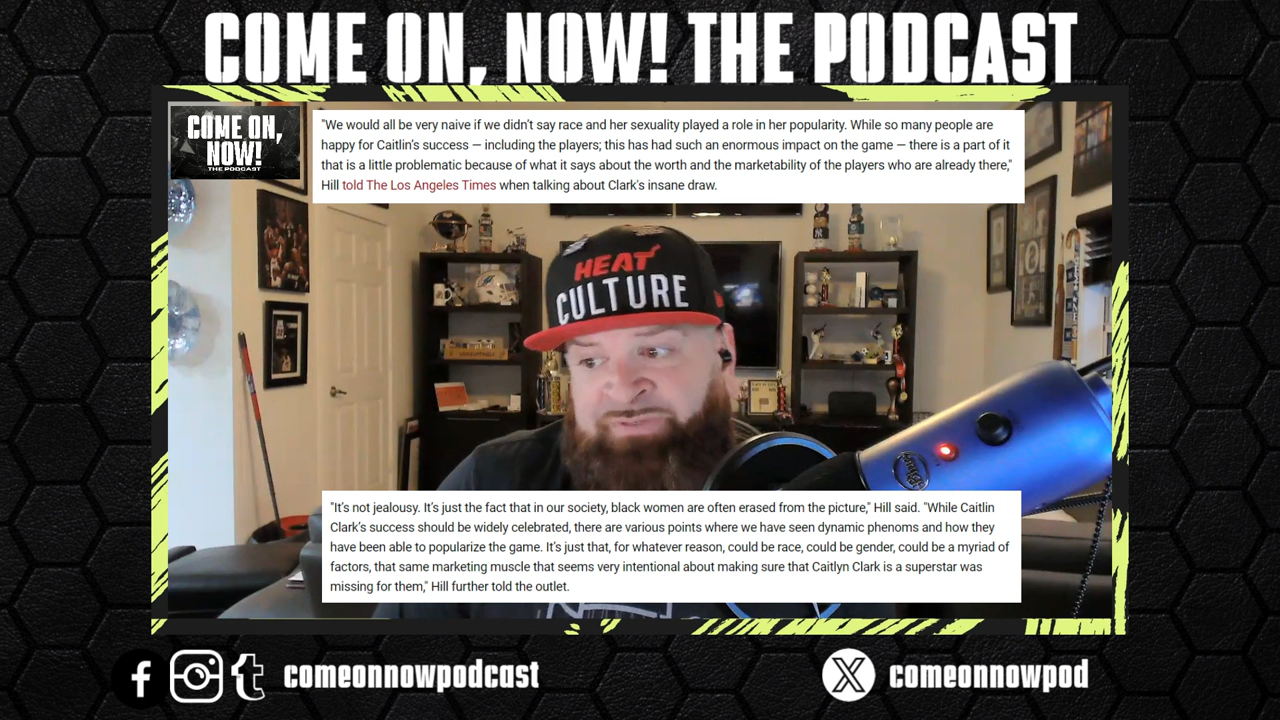 COME ON, NOW! THE PODCAST
COME ON,
NOW!
THE PODCAST
"We would all be very naive if we didn't say race and her sexuality played a role in her popularity. While so many people are
happy for Caitlin's success — including the players; this has had such an enormous impact on the game — there is a part of it
that is a little problematic because of what it says about the worth and the marketability of the players who are already there,"
Hill told The Los Angeles Times when talking about Clark's insane draw.
HEAT
CULTURE
"It's not jealousy. It's just the fact that in our society, black women are often erased from the picture," Hill said. "While Caitlin
Clark's success should be widely celebrated, there are various points where we have seen dynamic phenoms and how they
have been able to popularize the game. It's just that, for whatever reason, could be race, could be gender, could be a myriad of
factors, that same marketing muscle that seems very intentional about making sure that Caitlyn Clark is a superstar was
missing for them," Hill further told the outlet.
comeonnowpodcast
comeonnowpod